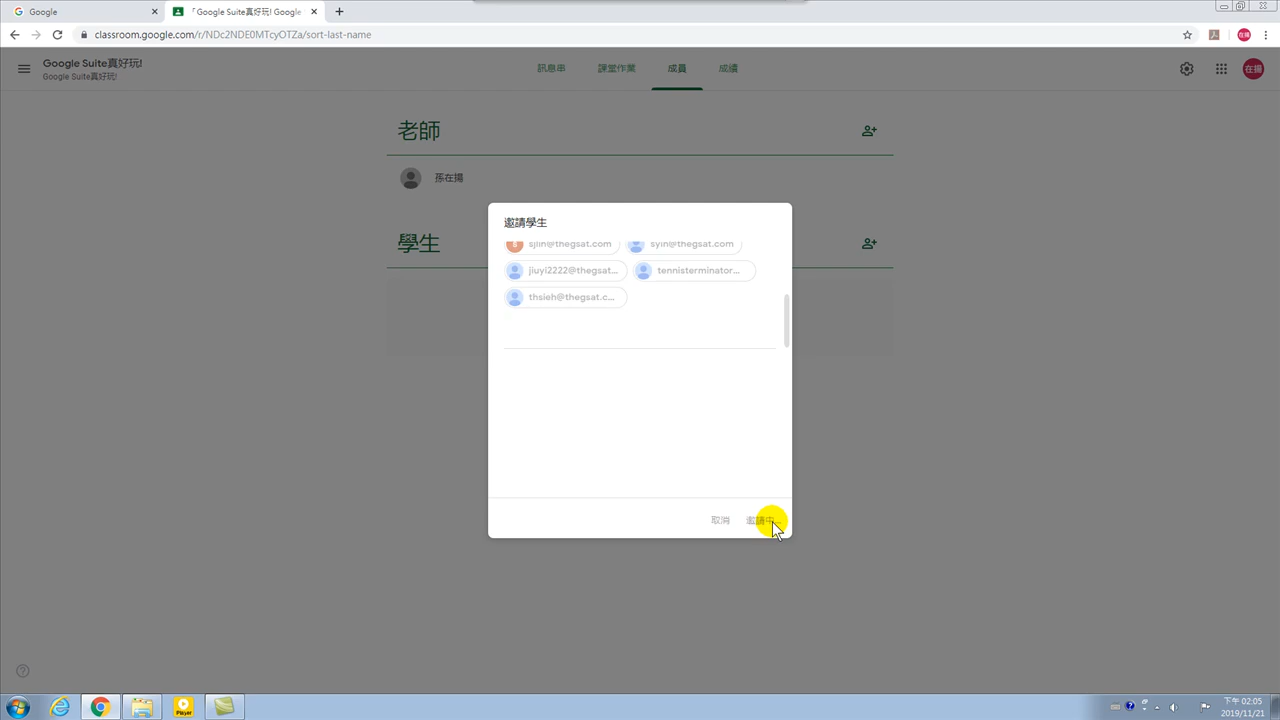 Google
「Google Suite真好玩! Google
classroom.google.com/r/NDc2NDE0MTcyOTZa/sort-last-name
在揚
Google Suite真好玩!
Google Suite真好玩!
訊息串
課堂作業
成員
成績
在揚
老師
孫在揚
學生
邀請學生
sjlin@thegsat.com
syin@thegsat.com
jiuyi2222@thegsat...
tennisterminator...
thsieh@thegsat.c...
取消
邀請中...
Player
下午 02:05
2019/11/21